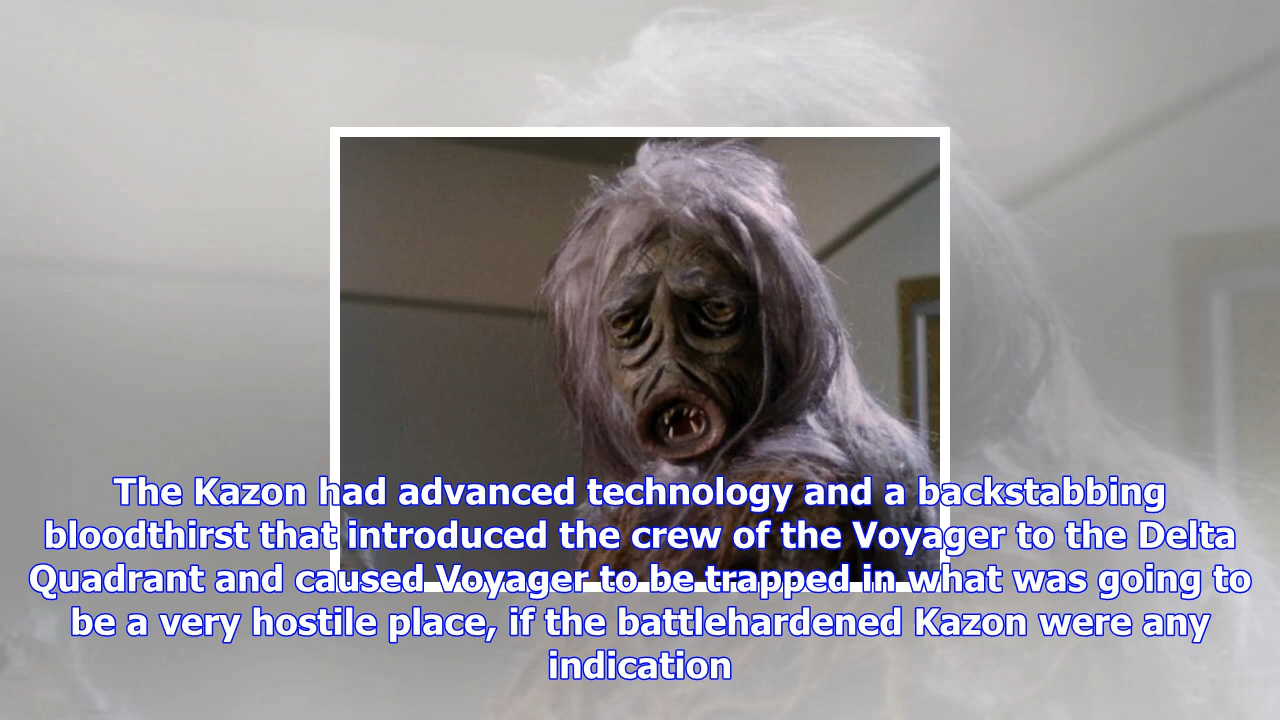 The Kazon had advanced technology and a backstabbing
bloodthirst that introduced the crew of the Voyager to the Delta
Quadrant and caused Voyager to be trapped in what was going to
be a very hostile place, if the battlehardened Kazon were any
indication